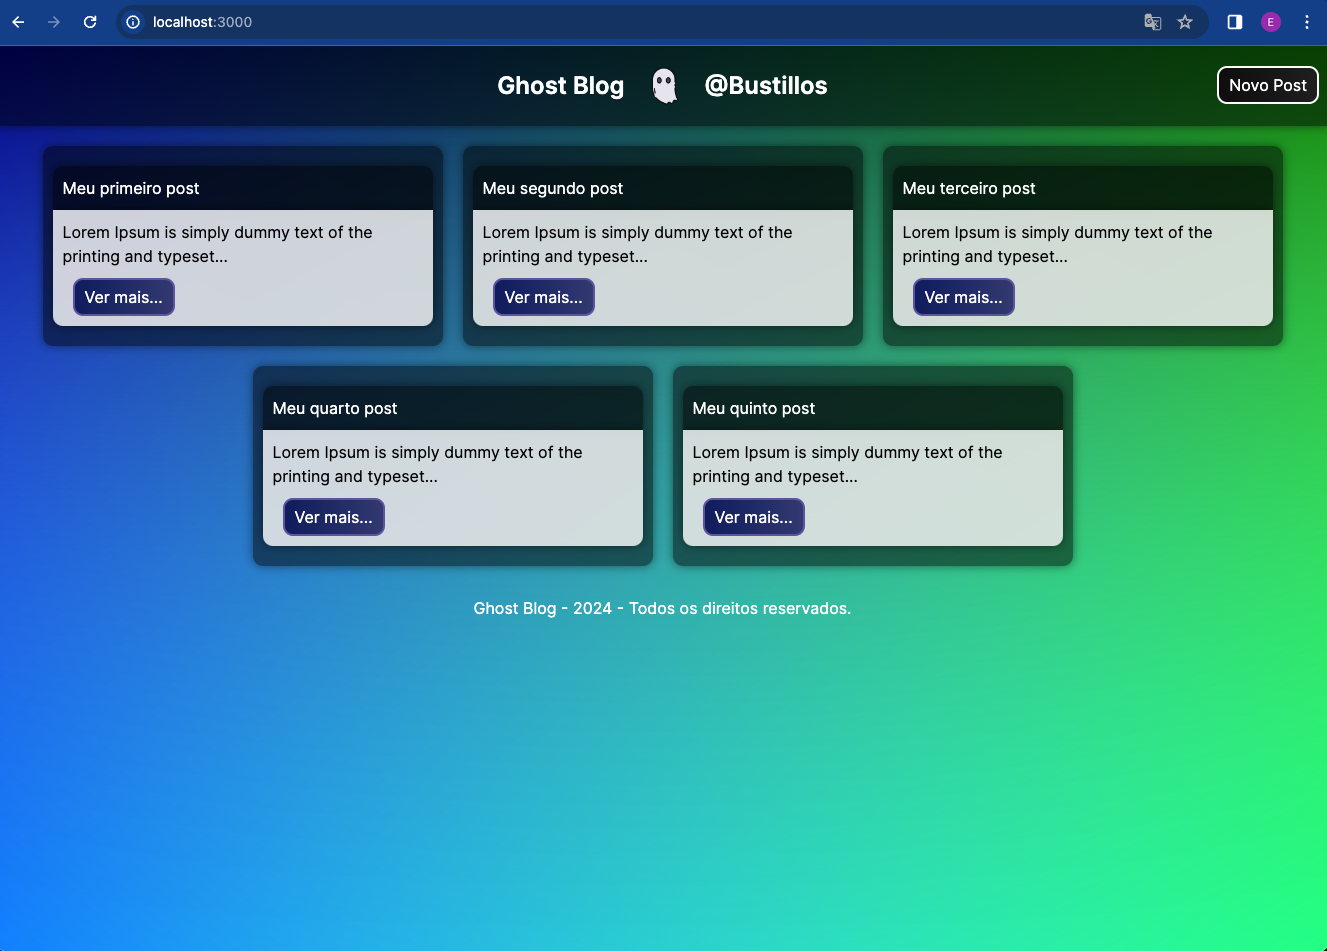 localhost:3000
E
Ghost Blog @Bustillos Novo Post
Meu primeiro post
Lorem Ipsum is simply dummy text of the
printing and typeset...
Ver mais...
Meu segundo post
Lorem Ipsum is simply dummy text of the
printing and typeset...
Ver mais...
Meu terceiro post
Lorem Ipsum is simply dummy text of the
printing and typeset...
Ver mais...
Meu quarto post
Lorem Ipsum is simply dummy text of the
printing and typeset...
Ver mais...
Meu quinto post
Lorem Ipsum is simply dummy text of the
printing and typeset...
Ver mais...
Ghost Blog - 2024 - Todos os direitos reservados.